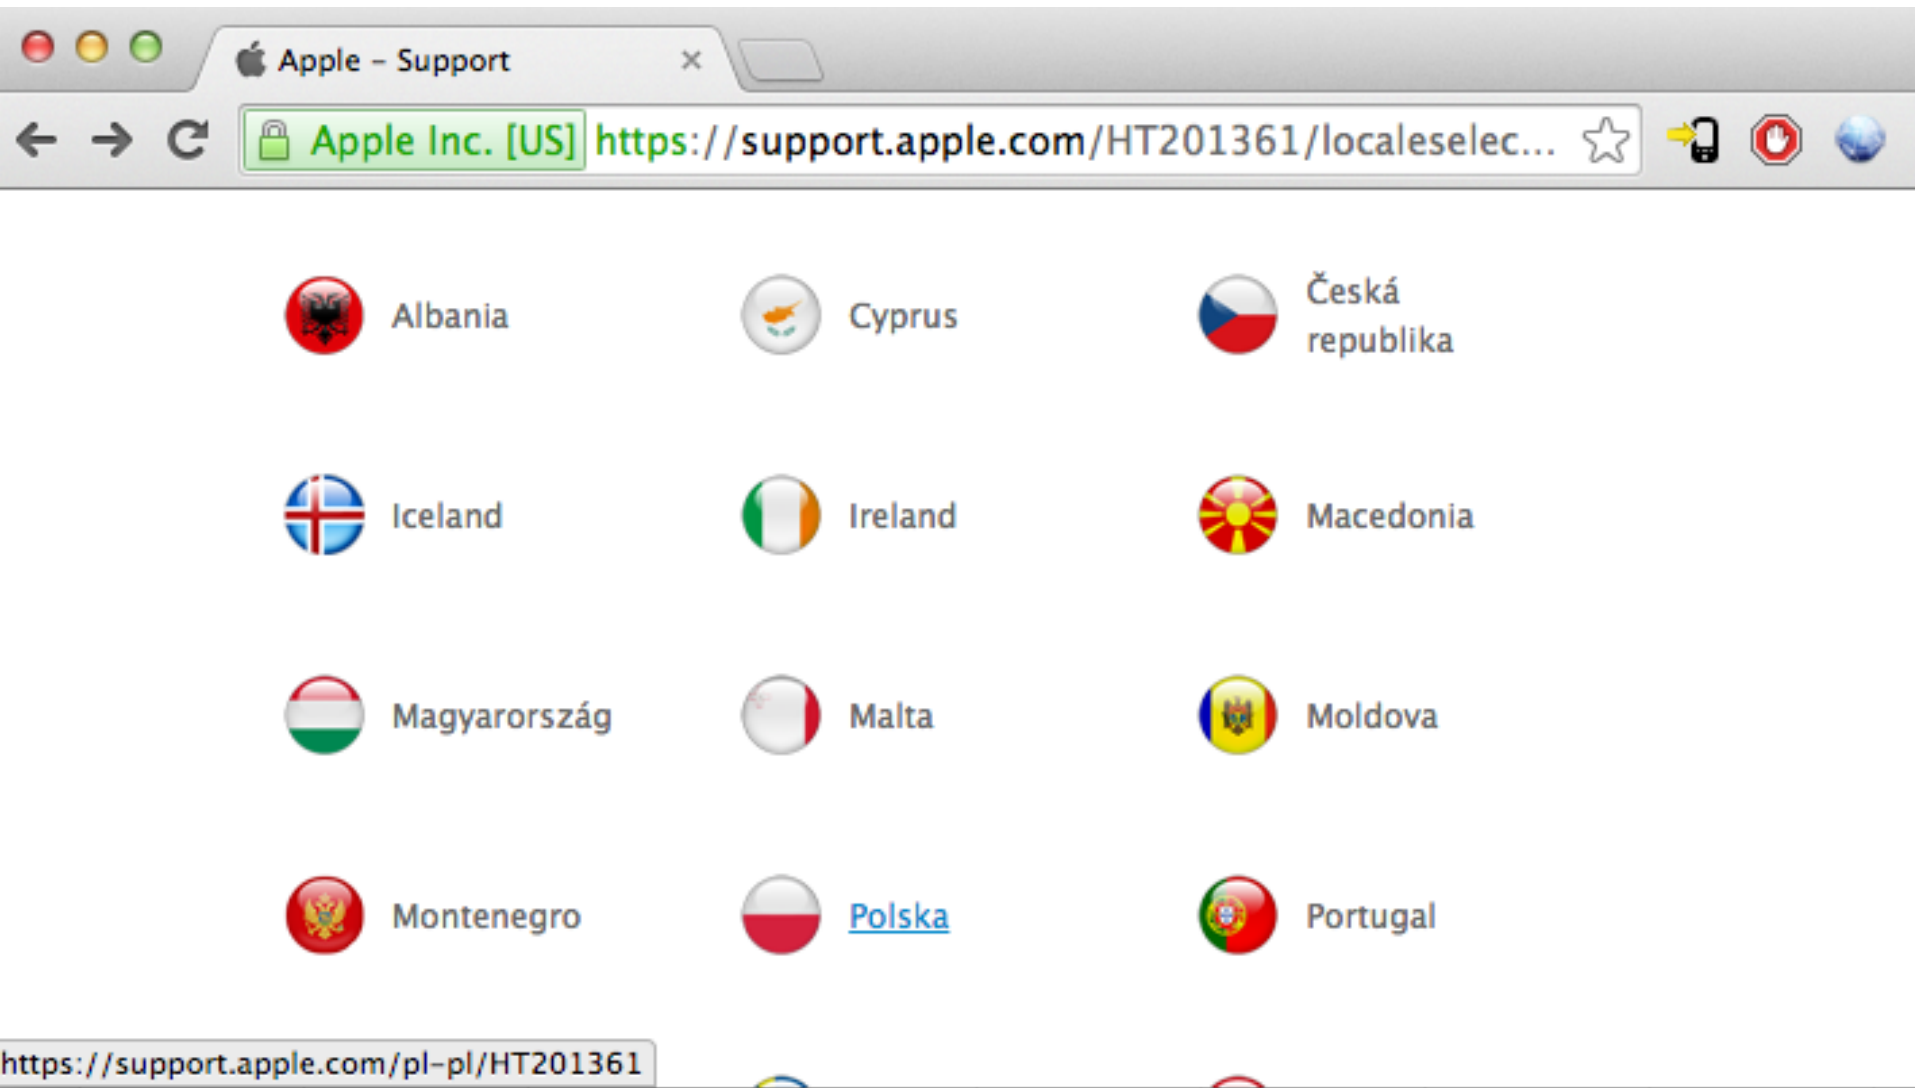 Apple – Support
Apple Inc. [US] https://support.apple.com/HT201361/localeselec...
Albania
Cyprus
Česká
republika
Iceland
Ireland
Macedonia
Magyarország
Malta
Moldova
Montenegro
Polska
Portugal
https://support.apple.com/pl-pl/HT201361